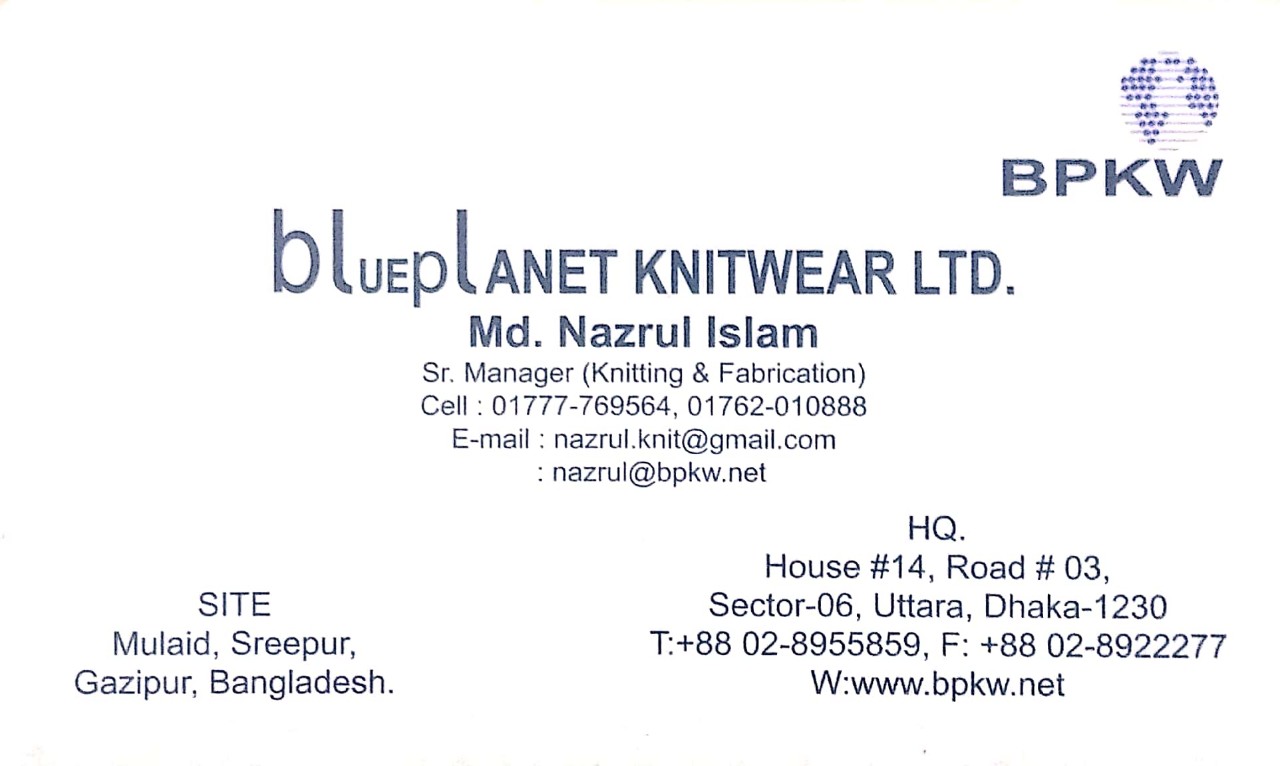 BPKW
blUEplANET KNITWEAR LTD.
Md. Nazrul Islam
Sr. Manager (Knitting & Fabrication)
Cell : 01777-769564, 01762-010888
E-mail : nazrul.knit@gmail.com
: nazrul@bpkw.net
SITE
Mulaid, Sreepur,
Gazipur, Bangladesh.
HQ.
House #14, Road # 03,
Sector-06, Uttara, Dhaka-1230
T:+88 02-8955859, F: +88 02-8922277
W:www.bpkw.net